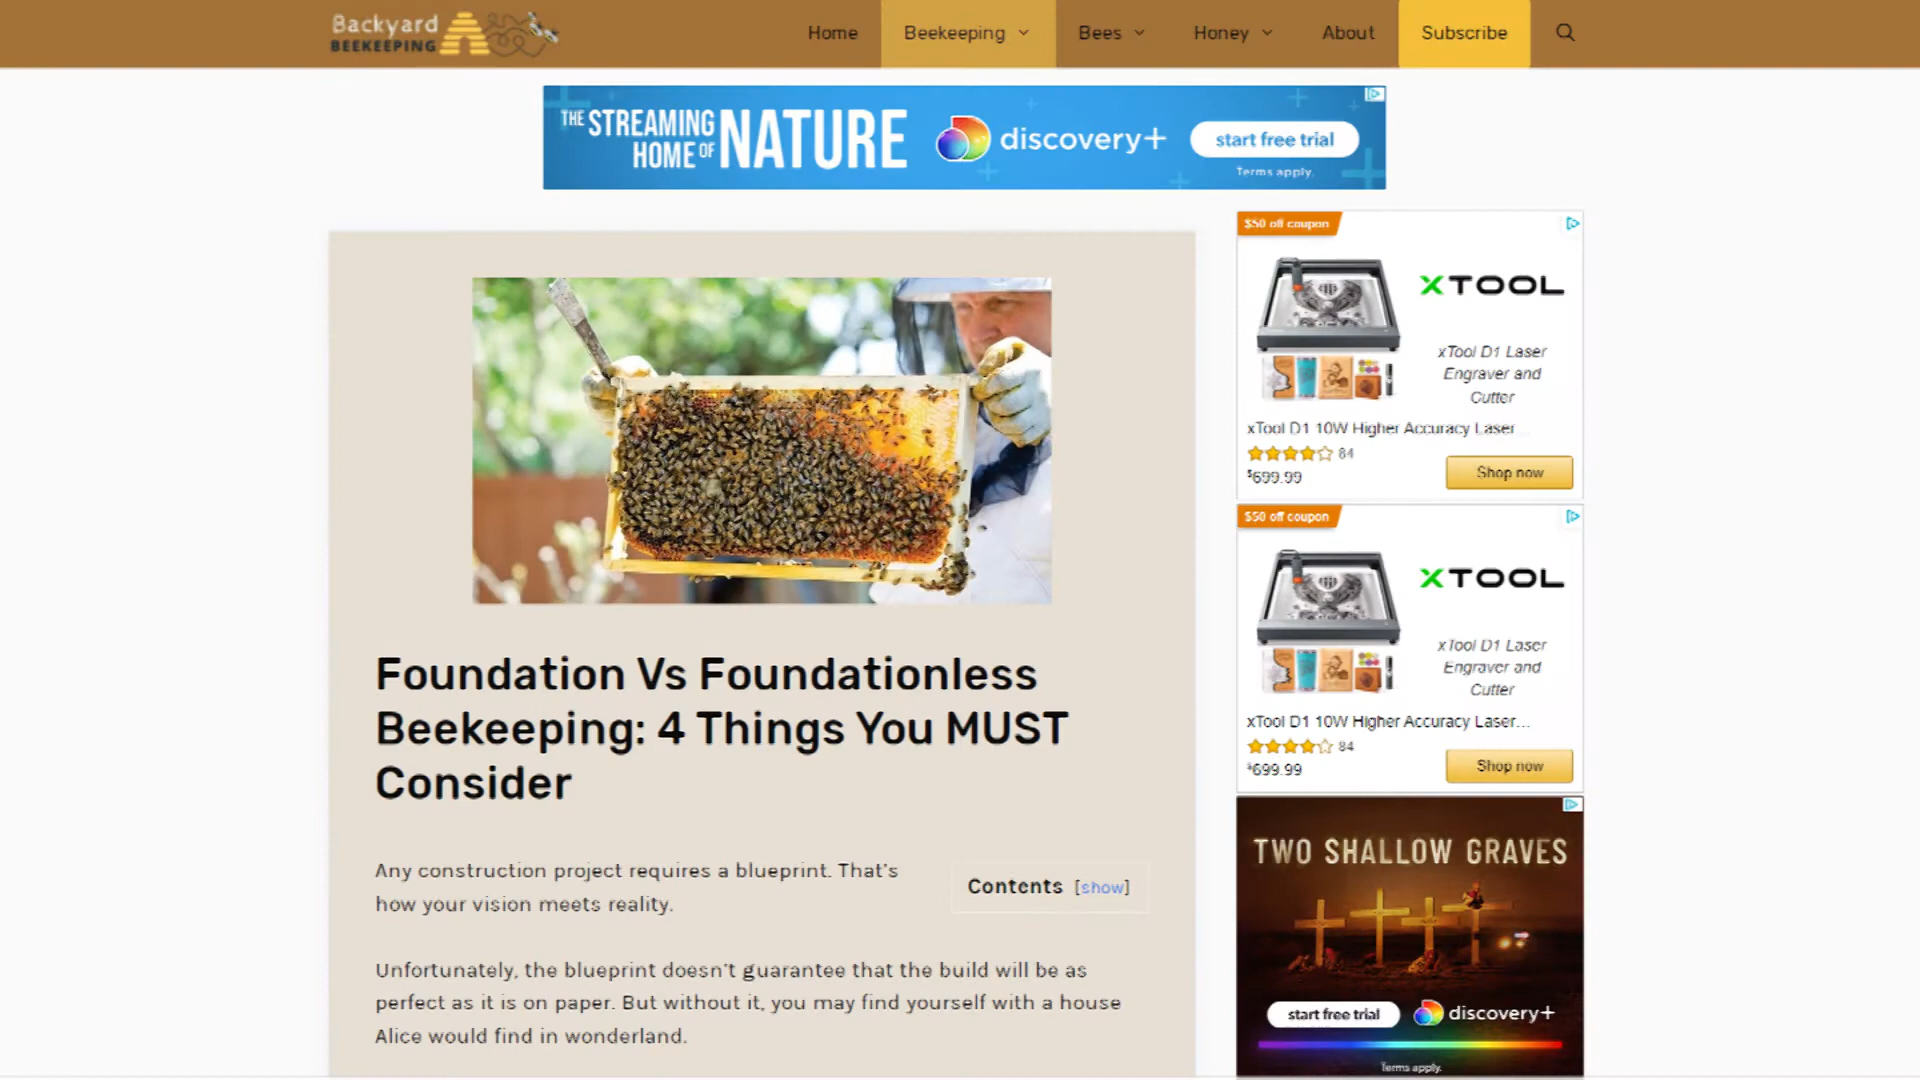 Backyard
BEEKEEPING
Home
Beekeeping
Bees
Honey
About
Subscribe
THE STREAMING
HOME OF NATURE
discovery+
start free trial
Terms apply.
$50 off coupon
XTOOL
xTool D1 Laser
Engraver and
Cutter
xTool D1 10W Higher Accuracy Laser...
84
$699.99
Shop now
$50 off coupon
XTOOL
xTool D1 Laser
Engraver and
Cutter
xTool D1 10W Higher Accuracy Laser...
84
$699.99
Shop now
TWO SHALLOW GRAVES
start free trial
discovery+
Terms apply.
Foundation Vs Foundationless
Beekeeping: 4 Things You MUST
Consider
Any construction project requires a blueprint. That's
how your vision meets reality.
Contents [show]
Unfortunately, the blueprint doesn't guarantee that the build will be as
perfect as it is on paper. But without it, you may find yourself with a house
Alice would find in wonderland.